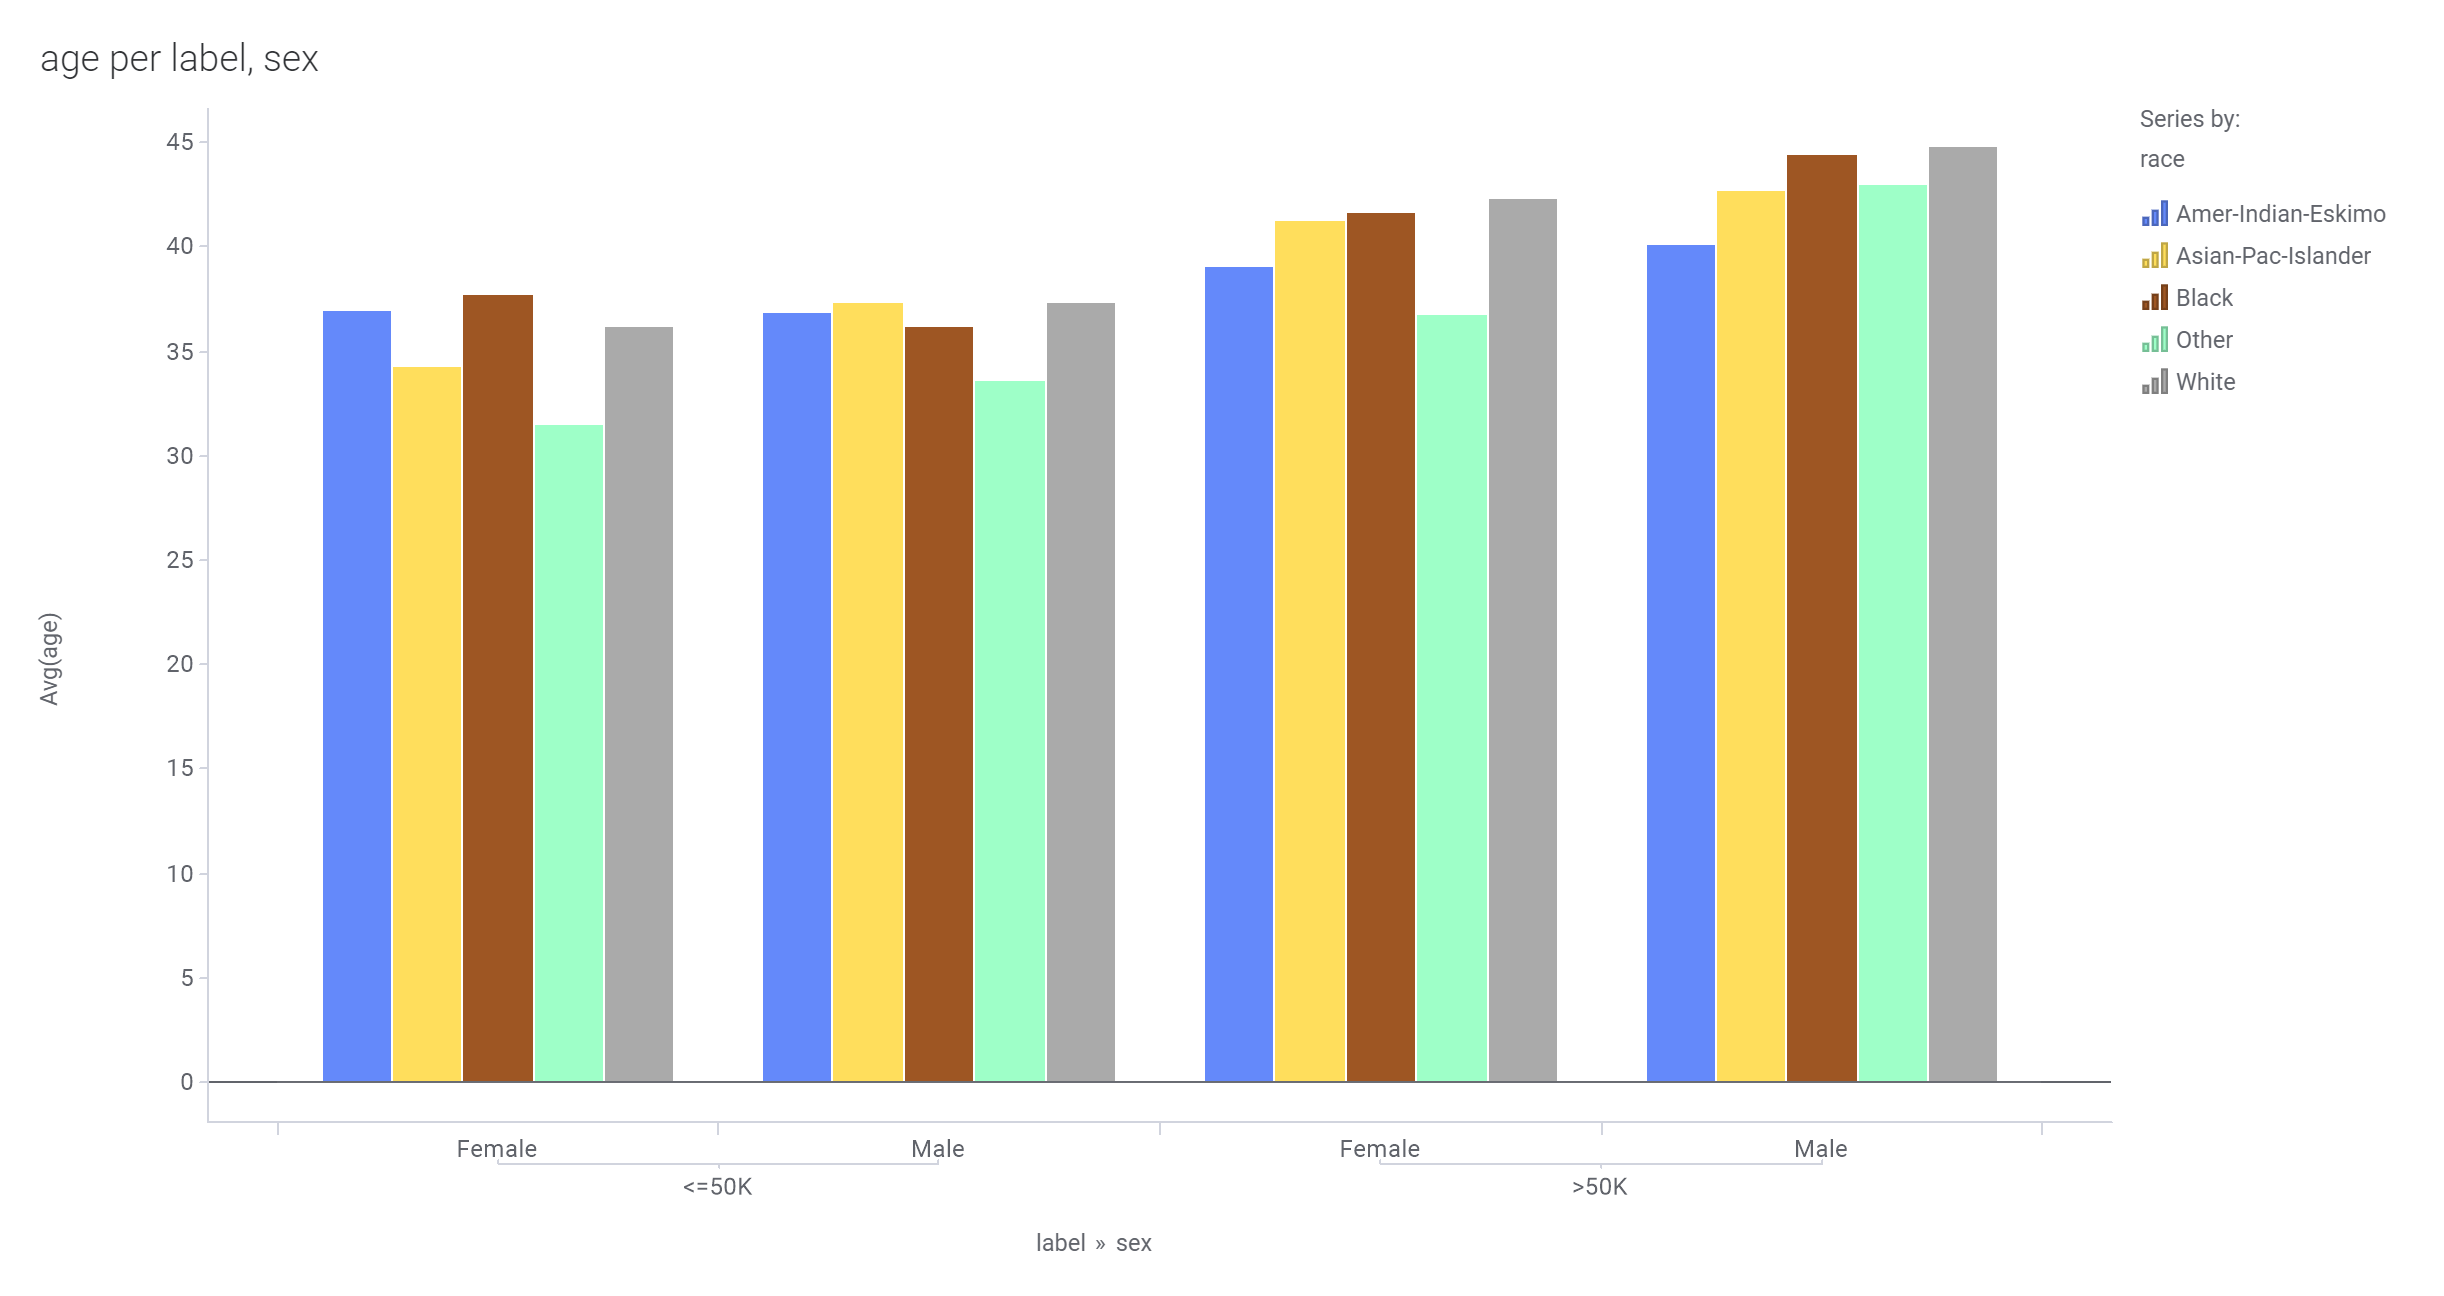 age per label, sex
Series by:
race
Amer-Indian-Eskimo
Asian-Pac-Islander
Black
Other
White
45
40
35
30
25
20
15
10
5
0
Avg(age)
Female
Male
Female
Male
<=50K
>50K
label » sex